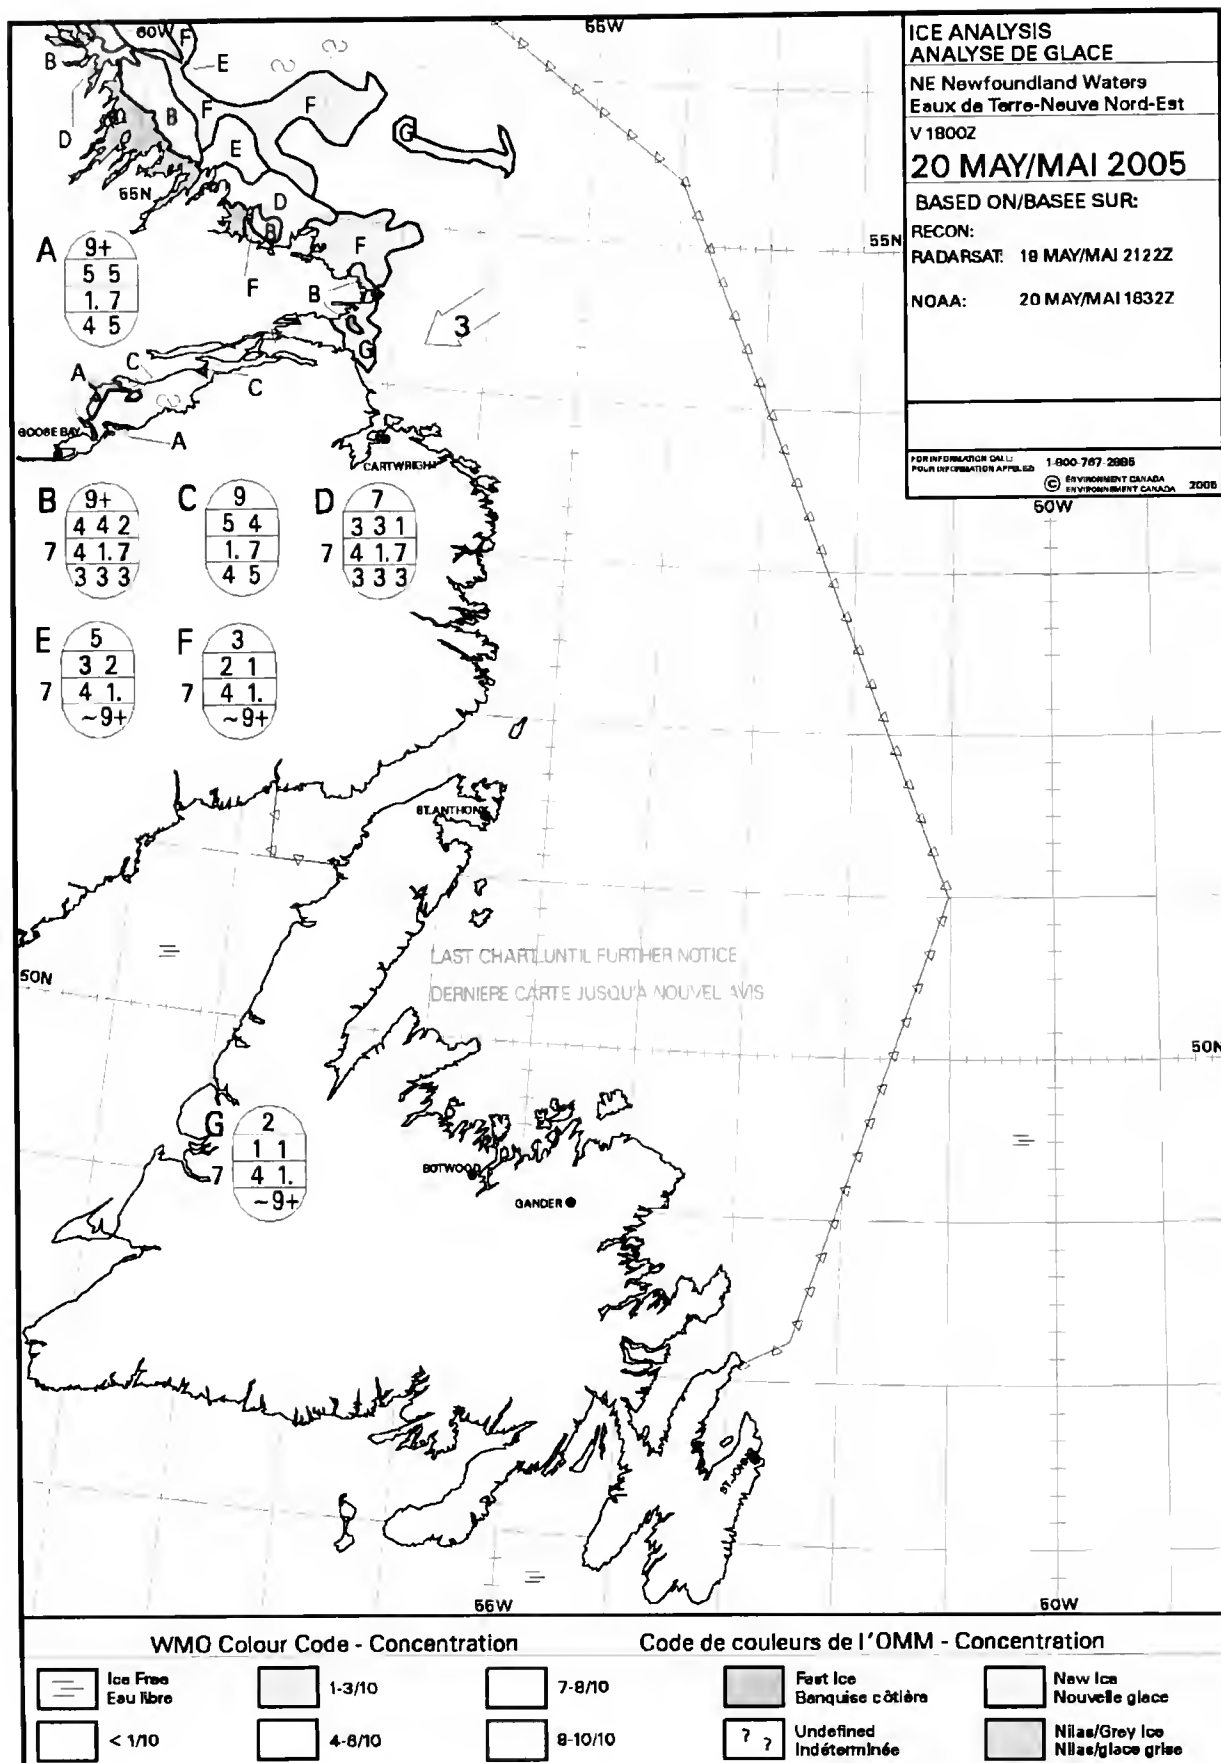 ICE ANALYSIS
ANALYSE DE GLACE
NE Newfoundland Waters
Eaux de Terre-Neuve Nord-Est
V 1800Z
20 MAY/MAI 2005
BASED ON/BASEE SUR:
RECON:
RADARSAT: 19 MAY/MAI 2122Z
NOAA: 20 MAY/MAI 1832Z
FOR INFORMATION CALL: 1-800-767-2885
POUR INFORMATION APPELEZ
© ENVIRONMENT CANADA
ENVIRONNEMENT CANADA 2005
60W
55W
F
B
E
F
F
B
D
E
G
55N
D
B
F
55N
F
B
3
G
A
9+
5 5
1. 7
4 5
C
A
C
GOOSE BAY
A
CARTWRIGHT
50W
B
9+
4 4 2
7 4 1. 7
3 3 3
C
9
5 4
1. 7
4 5
D
7
3 3 1
7 4 1. 7
3 3 3
E
5
3 2
7 4 1.
~9+
F
3
2 1
7 4 1.
~9+
ST. ANTHONY
LAST CHART UNTIL FURTHER NOTICE
DERNIERE CARTE JUSQU'A NOUVEL AVIS
50N
50N
G
2
1 1
7 4 1.
~9+
BOTWOOD
GANDER
ST. JOHN'S
55W
50W
WMO Colour Code - Concentration
Code de couleurs de l'OMM - Concentration
Ice Free
Eau libre
1-3/10
7-8/10
Fast Ice
Banquise côtière
New Ice
Nouvelle glace
< 1/10
4-6/10
9-10/10
? ?
Undefined
Indéterminée
Nilas/Grey Ice
Nilas/glace grise